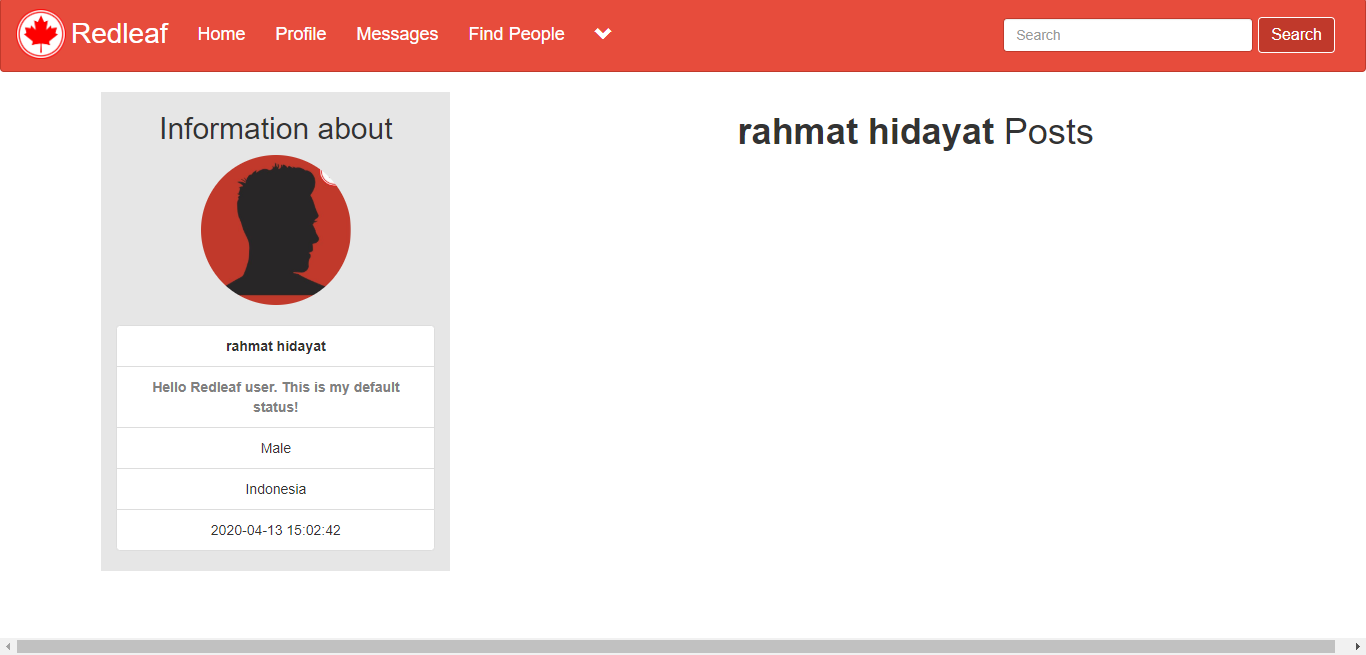 Redleaf Home Profile Messages Find People Search Search
Information about
rahmat hidayat
Hello Redleaf user. This is my default
status!
Male
Indonesia
2020-04-13 15:02:42
rahmat hidayat Posts